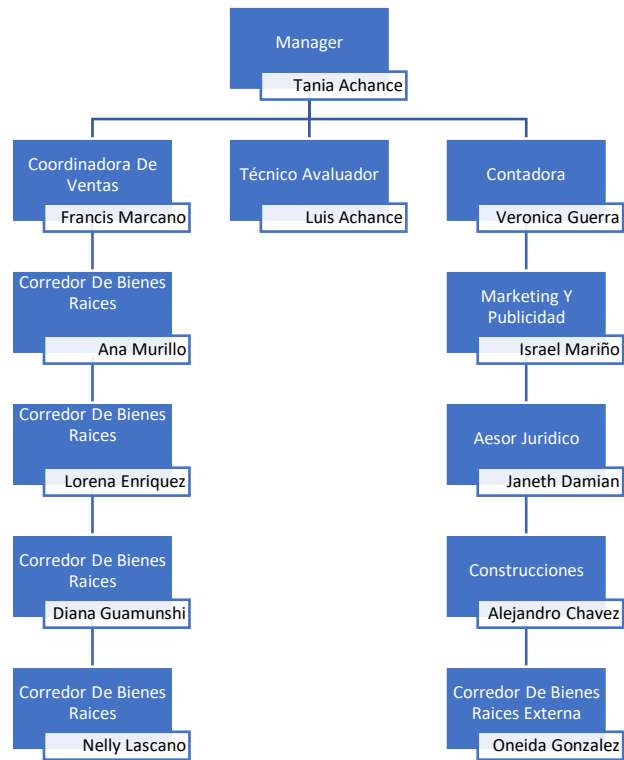 Manager
Tania Achance
Coordinadora De
Ventas
Francis Marcano
Técnico Avaluador
Luis Achance
Contadora
Veronica Guerra
Corredor De Bienes
Raices
Ana Murillo
Marketing Y
Publicidad
Israel Mariño
Corredor De Bienes
Raices
Lorena Enriquez
Aesor Juridico
Janeth Damian
Corredor De Bienes
Raices
Diana Guamunshi
Construcciones
Alejandro Chavez
Corredor De Bienes
Raices
Nelly Lascano
Corredor De Bienes
Raices Externa
Oneida Gonzalez